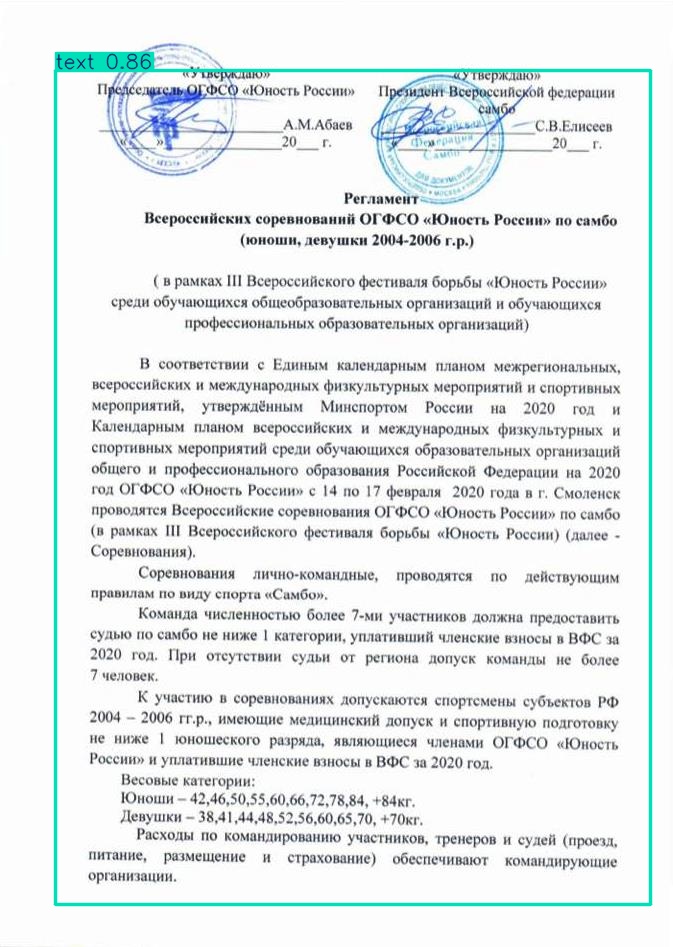 text 0.86
«Утверждаю»
Председатель ОГФСО «Юность России»
_______________________А.М.Абаев
«____»______________20___ г.
«Утверждаю»
Президент Всероссийской федерации
самбо
____________________С.В.Елисеев
«____»______________20___ г.
Федерация
Самбо
ДЛЯ ДОКУМЕНТОВ
Регламент
Всероссийских соревнований ОГФСО «Юность России» по самбо
(юноши, девушки 2004-2006 г.р.)
( в рамках III Всероссийского фестиваля борьбы «Юность России»
среди обучающихся общеобразовательных организаций и обучающихся
профессиональных образовательных организаций)
В соответствии с Единым календарным планом межрегиональных,
всероссийских и международных физкультурных мероприятий и спортивных
мероприятий, утверждённым Минспортом России на 2020 год и
Календарным планом всероссийских и международных физкультурных и
спортивных мероприятий среди обучающихся образовательных организаций
общего и профессионального образования Российской Федерации на 2020
год ОГФСО «Юность России» с 14 по 17 февраля 2020 года в г. Смоленск
проводятся Всероссийские соревнования ОГФСО «Юность России» по самбо
(в рамках III Всероссийского фестиваля борьбы «Юность России) (далее -
Соревнования).
Соревнования лично-командные, проводятся по действующим
правилам по виду спорта «Самбо».
Команда численностью более 7-ми участников должна предоставить
судью по самбо не ниже 1 категории, уплативший членские взносы в ВФС за
2020 год. При отсутствии судьи от региона допуск команды не более
7 человек.
К участию в соревнованиях допускаются спортсмены субъектов РФ
2004 – 2006 гг.р., имеющие медицинский допуск и спортивную подготовку
не ниже 1 юношеского разряда, являющиеся членами ОГФСО «Юность
России» и уплатившие членские взносы в ВФС за 2020 год.
Весовые категории:
Юноши – 42,46,50,55,60,66,72,78,84, +84кг.
Девушки – 38,41,44,48,52,56,60,65,70, +70кг.
Расходы по командированию участников, тренеров и судей (проезд,
питание, размещение и страхование) обеспечивают командирующие
организации.